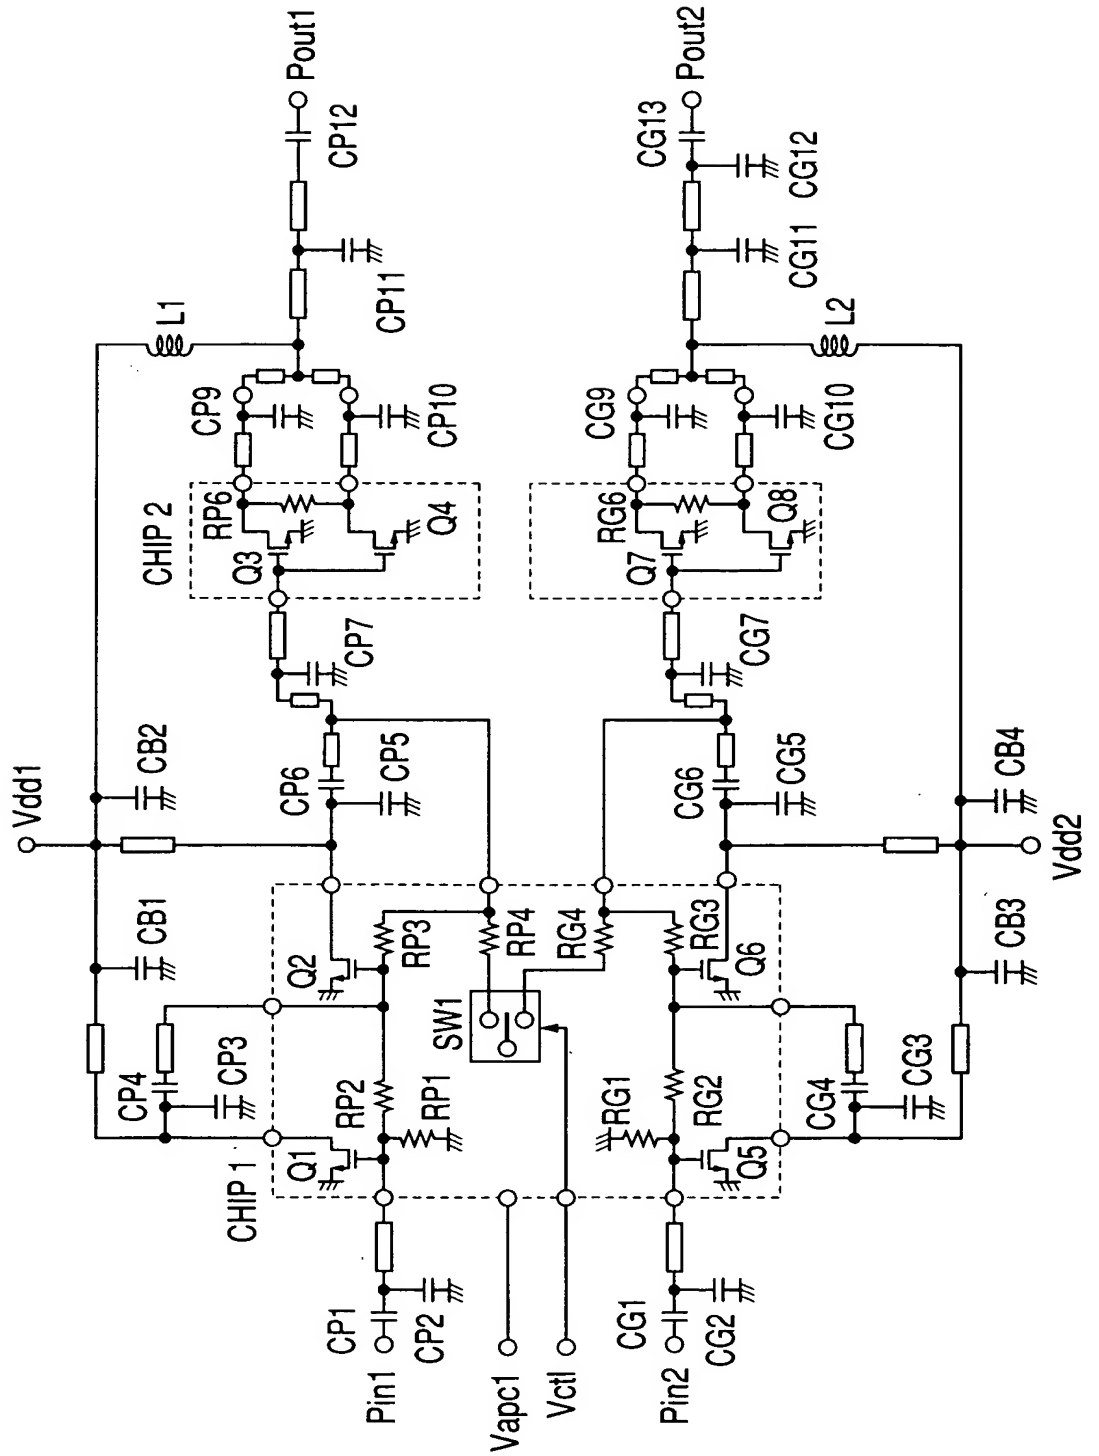 Pout1
Pout2
CP12
CG13
CG12
CP11
CG11
L1
L2
CP9
CP10
CG9
CG10
CHIP 2
RP6
Q3
Q4
RG6
Q7
Q8
CP7
CG7
Vdd1
CB2
CP6
CP5
CG6
CG5
CB4
Vdd2
CB1
CB3
Q2
RP3
RP4
RG4
RG3
Q6
SW1
CP4
CP3
RP2
RP1
RG1
RG2
CG4
CG3
CHIP 1
Q1
Q5
CP1
CP2
CG1
CG2
Pin1
Vapc1
Vctl
Pin2